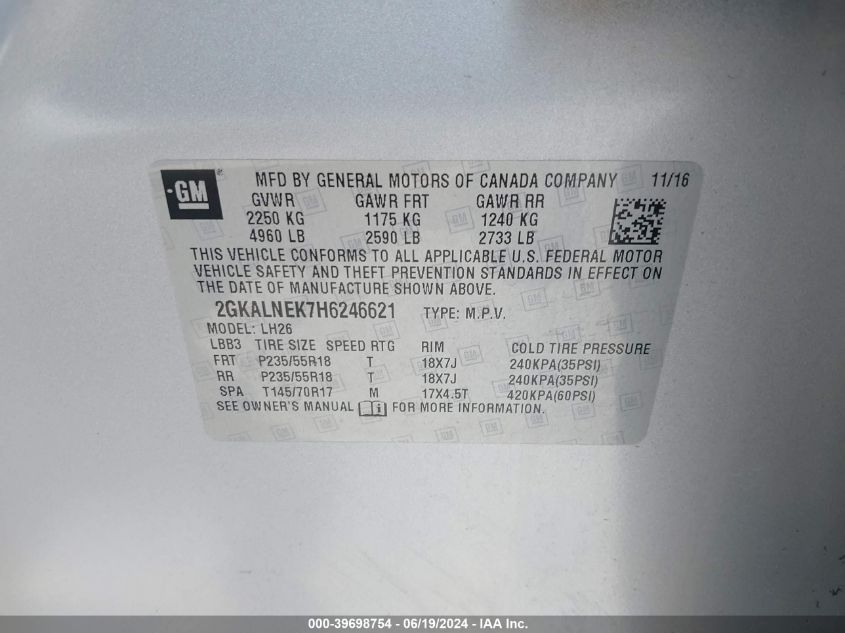 GM MFD BY GENERAL MOTORS OF CANADA COMPANY 11/16
GVWR GAWR FRT GAWR RR
2250 KG 1175 KG 1240 KG
4960 LB 2590 LB 2733 LB
THIS VEHICLE CONFORMS TO ALL APPLICABLE U.S. FEDERAL MOTOR
VEHICLE SAFETY AND THEFT PREVENTION STANDARDS IN EFFECT ON
THE DATE OF MANUFACTURE SHOWN ABOVE.
2GKALNEK7H6246621 TYPE: M.P.V.
MODEL: LH26
LBB3 TIRE SIZE SPEED RTG RIM COLD TIRE PRESSURE
FRT P235/55R18 T 18X7J 240KPA(35PSI)
RR P235/55R18 T 18X7J 240KPA(35PSI)
SPA T145/70R17 M 17X4.5T 420KPA(60PSI)
SEE OWNER'S MANUAL FOR MORE INFORMATION.
000-39698754 - 06/19/2024 - IAA Inc.